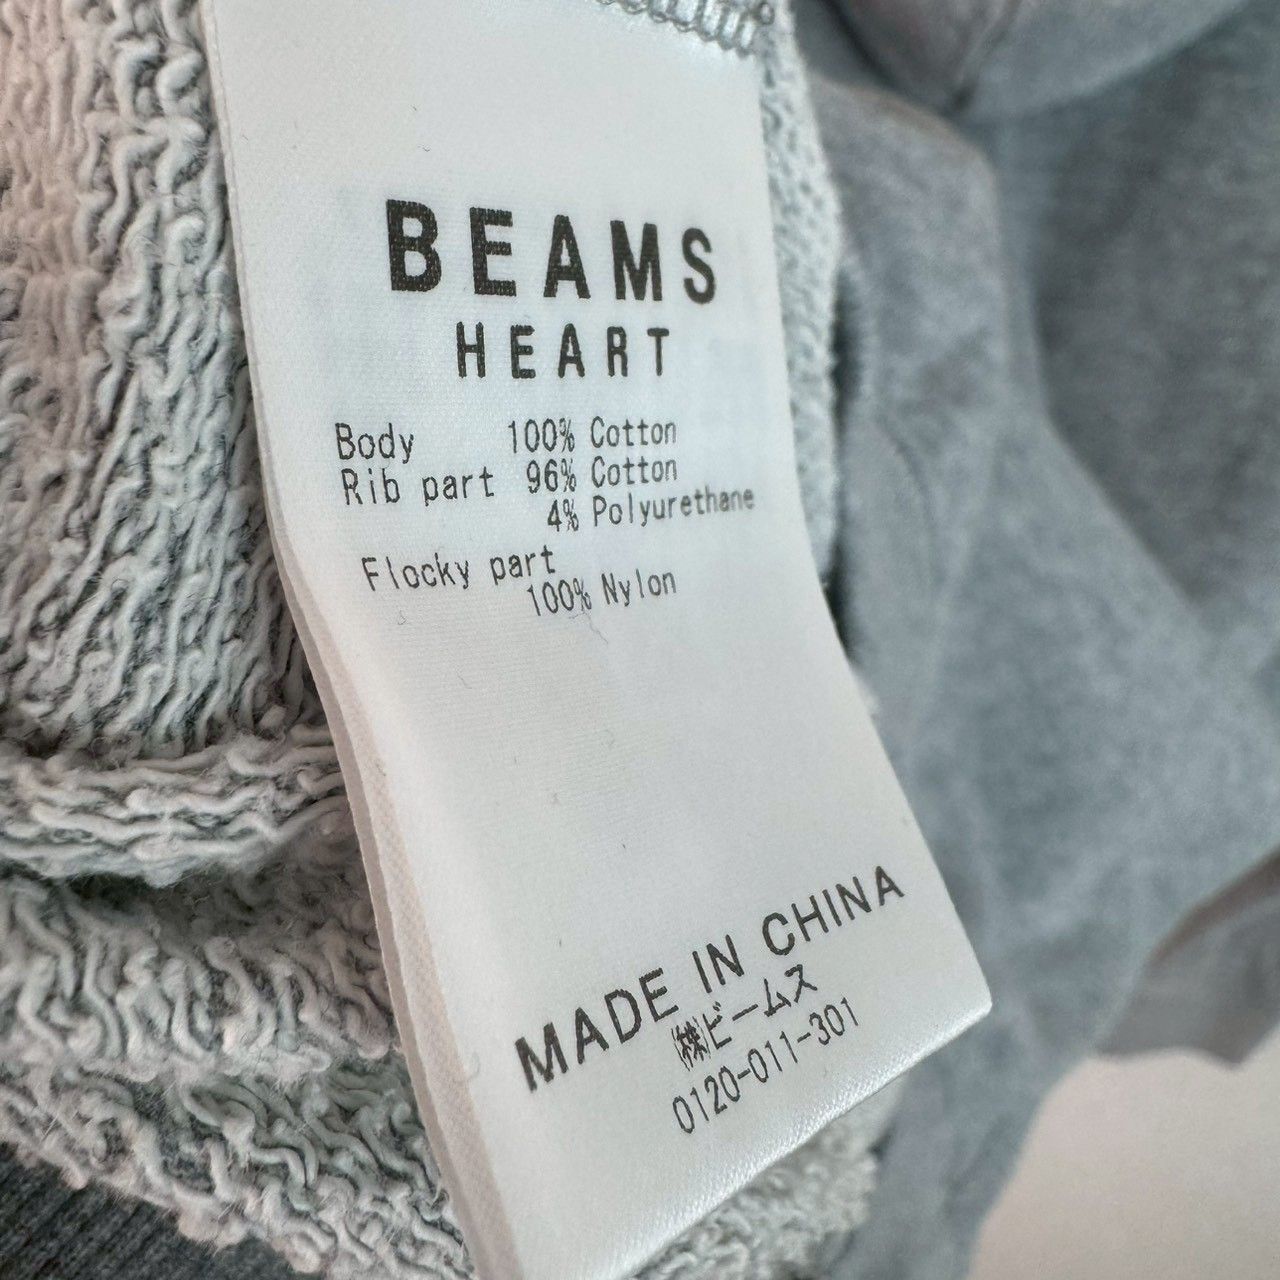 BEAMS
HEART
Body 100% Cotton
Rib part 96% Cotton
4% Polyurethane
Flocky part
100% Nylon
MADE IN CHINA
㈱ビームス
0120-011-301